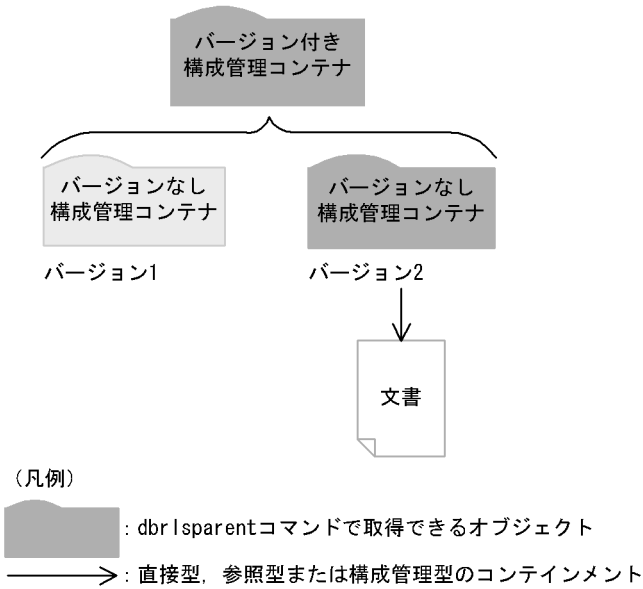 バージョン付き
構成管理コンテナ
バージョンなし
構成管理コンテナ
バージョン1
バージョンなし
構成管理コンテナ
バージョン2
文書
（凡例）
：dbrlsparentコマンドで取得できるオブジェクト
：直接型，参照型または構成管理型のコンテインメント